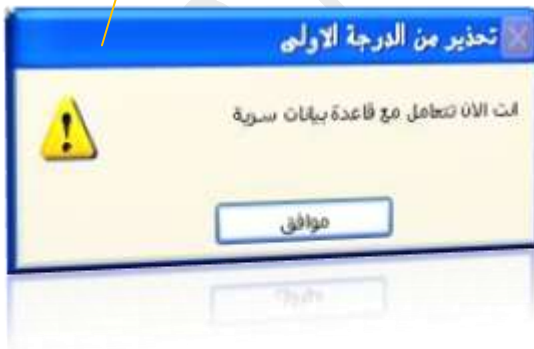 تحذير من الدرجة الاولى
انت الان تتعامل مع قاعدة بيانات سرية
موافق